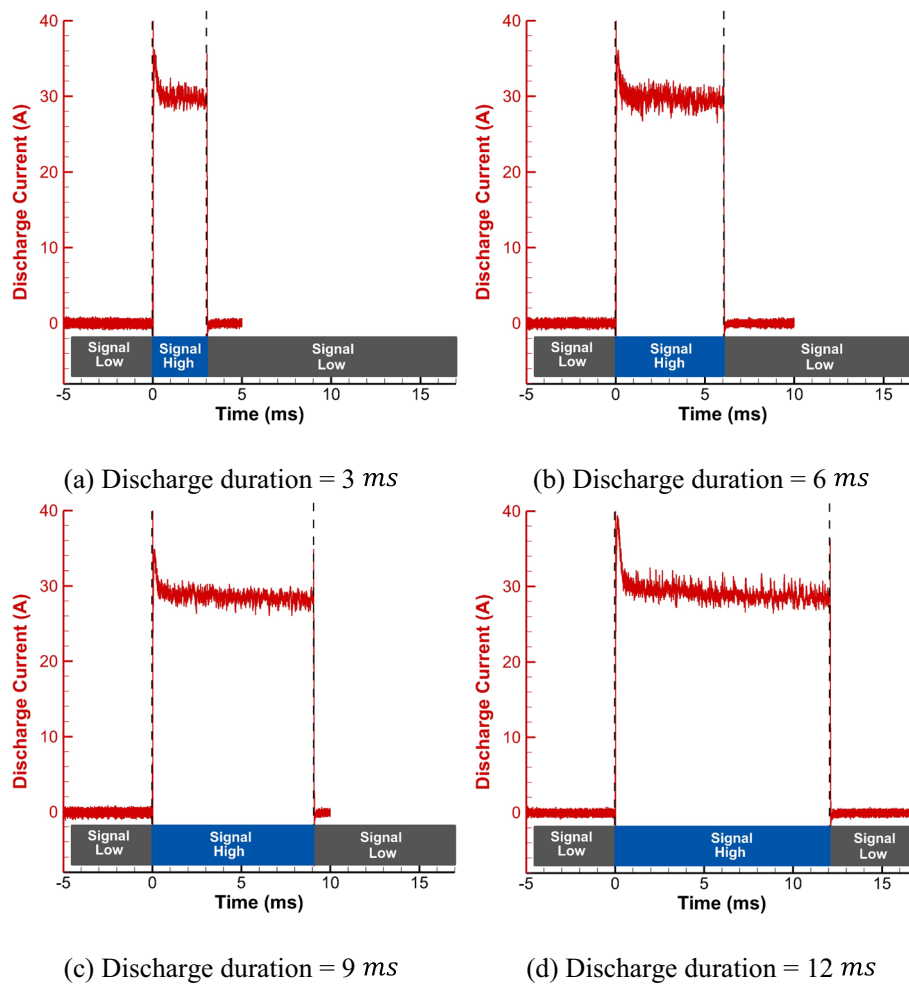 40
30
20
10
0
Discharge Current (A)
Signal Low
Signal High
Signal Low
-5 0 5 10 15
Time (ms)
(a) Discharge duration = 3 ms
40
30
20
10
0
Discharge Current (A)
Signal Low
Signal High
Signal Low
-5 0 5 10 15
Time (ms)
(b) Discharge duration = 6 ms
40
30
20
10
0
Discharge Current (A)
Signal Low
Signal High
Signal Low
-5 0 5 10 15
Time (ms)
(c) Discharge duration = 9 ms
40
30
20
10
0
Discharge Current (A)
Signal Low
Signal High
Signal Low
-5 0 5 10 15
Time (ms)
(d) Discharge duration = 12 ms